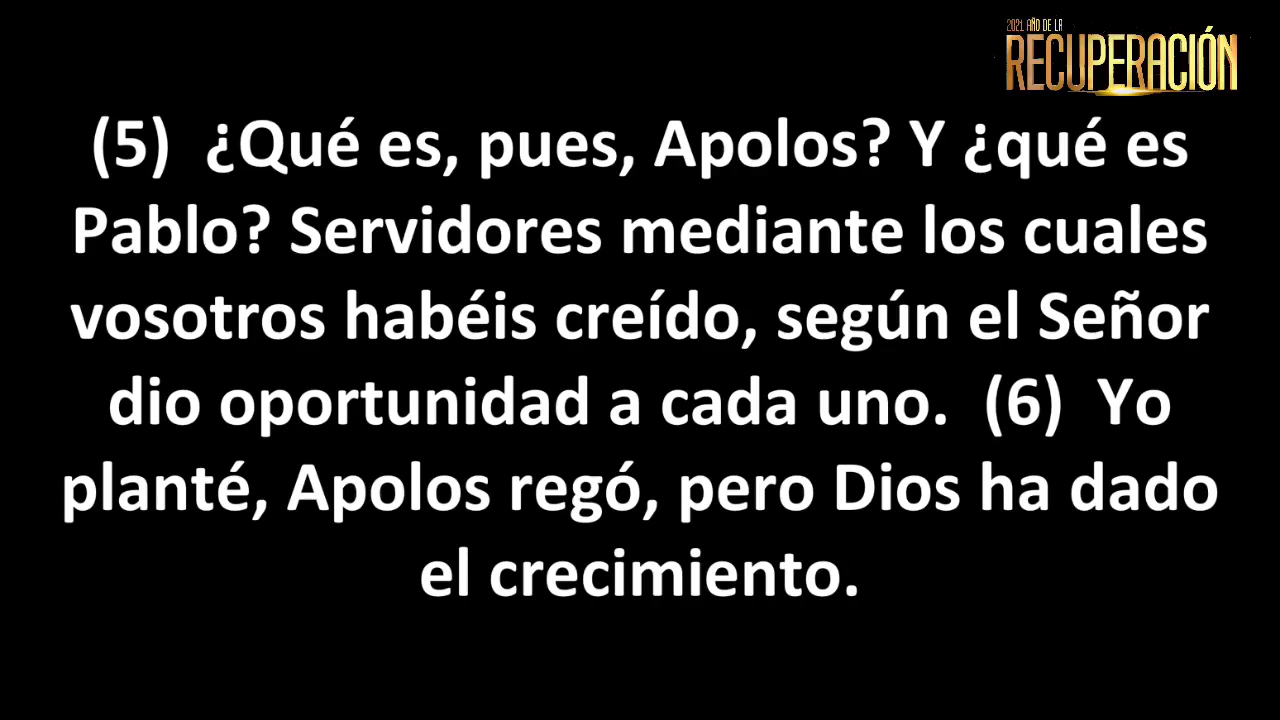 2021 AÑO DE LA
RECUPERACIÓN
(5)  ¿Qué es, pues, Apolos? Y ¿qué es
Pablo? Servidores mediante los cuales
vosotros habéis creído, según el Señor
dio oportunidad a cada uno.  (6)  Yo
planté, Apolos regó, pero Dios ha dado
el crecimiento.